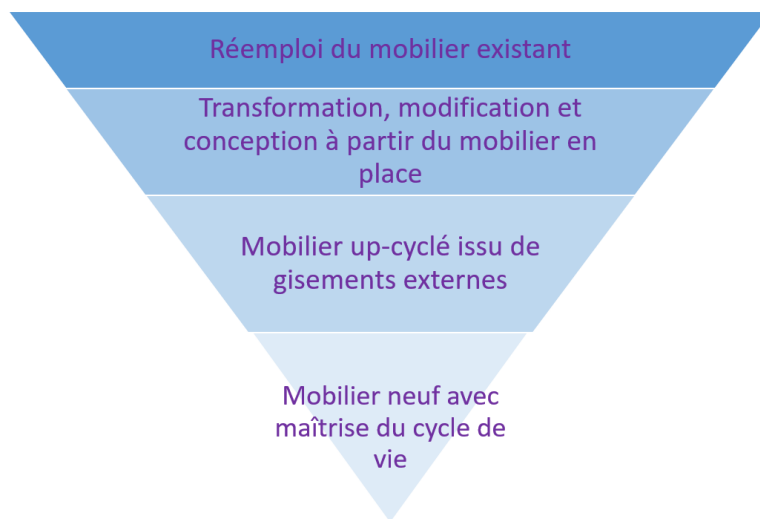 Réemploi du mobilier existant
Transformation, modification et
conception à partir du mobilier en
place
Mobilier up-cyclé issu de
gisements externes
Mobilier neuf avec
maîtrise du cycle de
vie